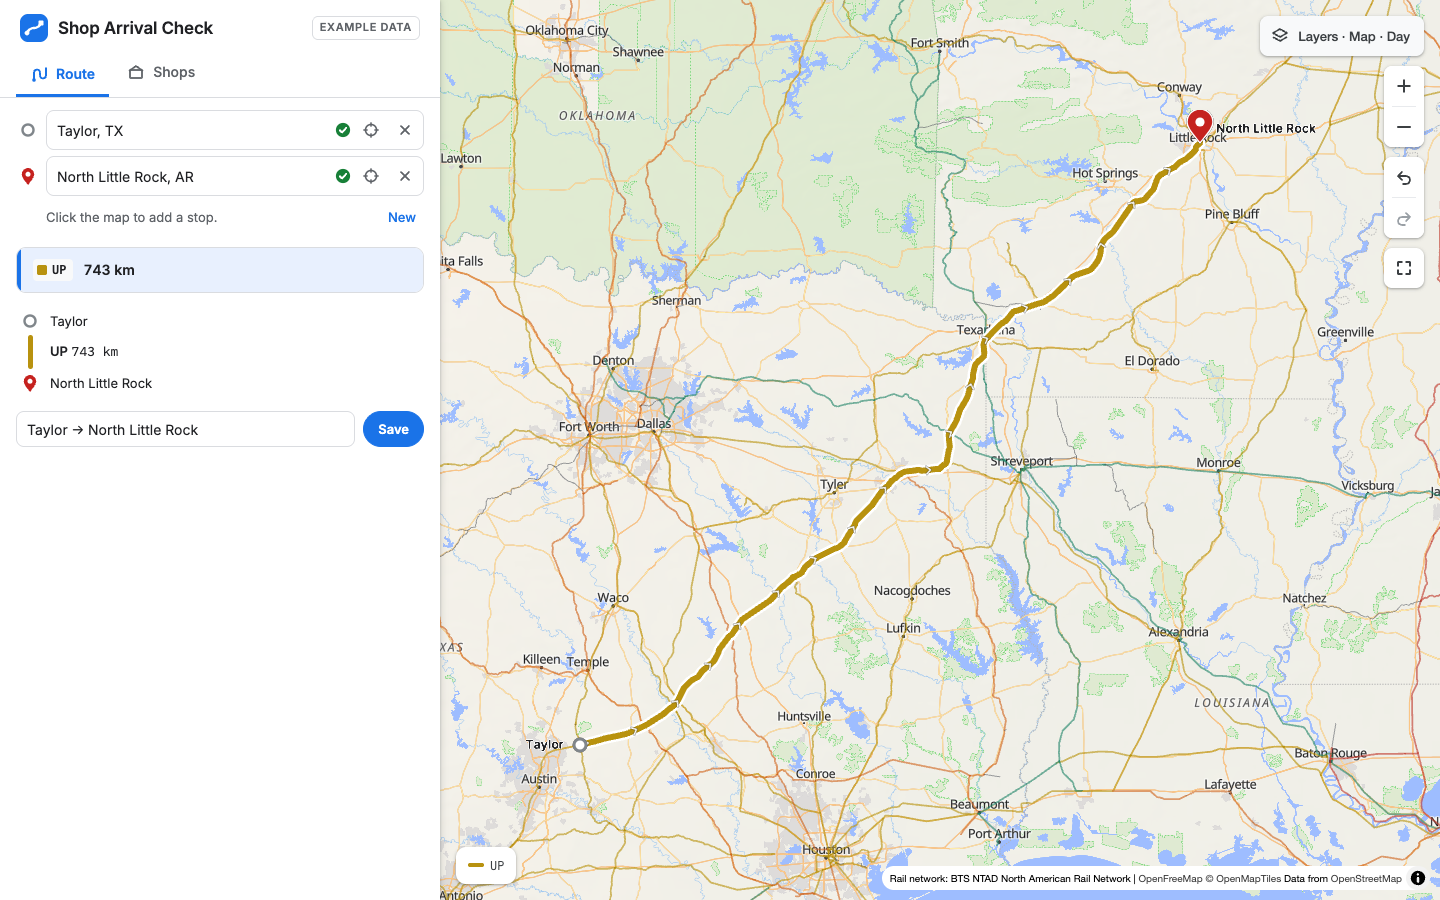 Shop Arrival Check
EXAMPLE DATA
Route
Shops
Taylor, TX
North Little Rock, AR
Click the map to add a stop.
New
UP
743 km
Taylor
UP 743 km
North Little Rock
Taylor → North Little Rock
Save
Layers · Map · Day
Oklahoma City
Shawnee
Norman
Fort Smith
Conway
OKLAHOMA
North Little Rock
Lawton
Hot Springs
Pine Bluff
ita Falls
Sherman
Greenville
Denton
El Dorado
Fort Worth
Dallas
Shreveport
Monroe
Tyler
Vicksburg
Ja
Waco
Nacogdoches
Natchez
Lufkin
Alexandria
XAS
Killeen
Temple
LOUISIANA
Huntsville
Taylor
Baton Rouge
Austin
Conroe
Lafayette
Beaumont
Port Arthur
Houston
N
UP
Antonio
Rail network: BTS NTAD North American Rail Network | OpenFreeMap © OpenMapTiles Data from OpenStreetMap